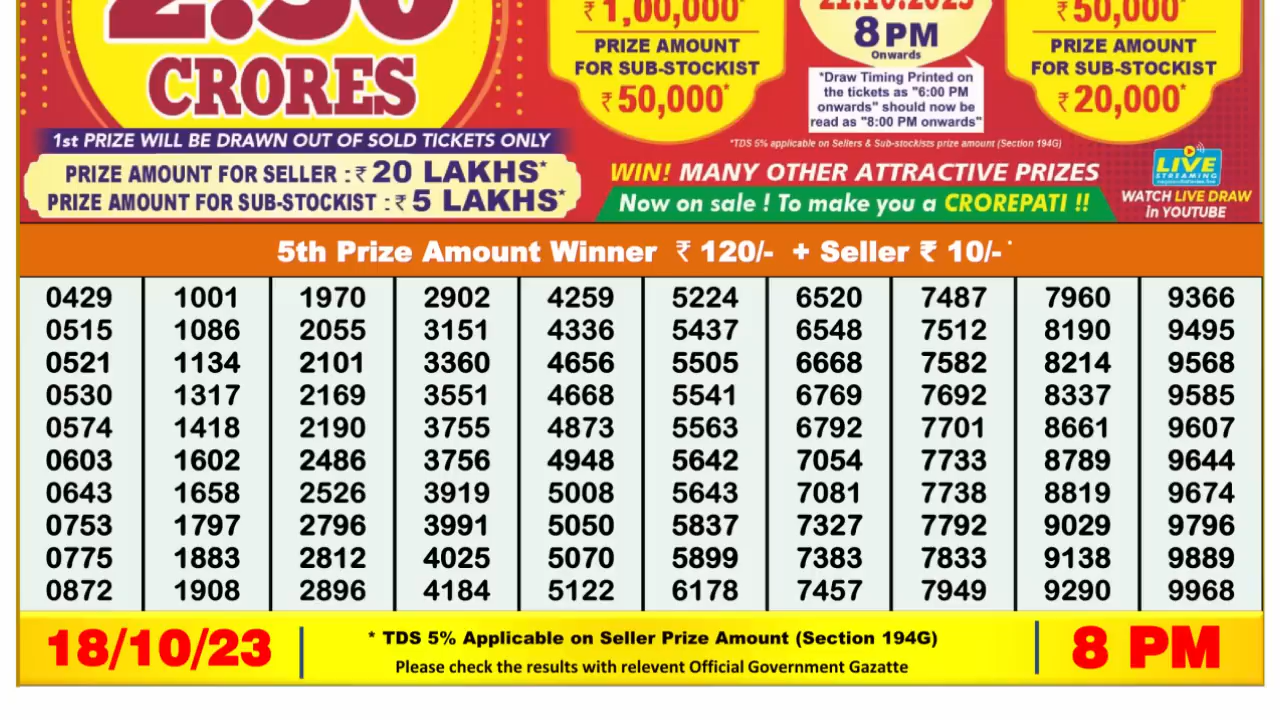 2.50
CRORES
1st PRIZE WILL BE DRAWN OUT OF SOLD TICKETS ONLY
PRIZE AMOUNT FOR SELLER : ₹ 20 LAKHS*
PRIZE AMOUNT FOR SUB-STOCKIST : ₹ 5 LAKHS*
₹ 1,00,000*
PRIZE AMOUNT
FOR SUB-STOCKIST
₹ 50,000*
21.10.2023
8 PM
Onwards
*Draw Timing Printed on
the tickets as "6:00 PM
onwards" should now be
read as "8:00 PM onwards"
₹ 50,000*
PRIZE AMOUNT
FOR SUB-STOCKIST
₹ 20,000*
*TDS 5% applicable on Sellers & Sub-stockists prize amount (Section 194G)
WIN! MANY OTHER ATTRACTIVE PRIZES
Now on sale ! To make you a CROREPATI !!
LIVE
STREAMING
WATCH LIVE DRAW
in YOUTUBE
5th Prize Amount Winner ₹ 120/- + Seller ₹ 10/-*
0429 1001 1970 2902 4259 5224 6520 7487 7960 9366
0515 1086 2055 3151 4336 5437 6548 7512 8190 9495
0521 1134 2101 3360 4656 5505 6668 7582 8214 9568
0530 1317 2169 3551 4668 5541 6769 7692 8337 9585
0574 1418 2190 3755 4873 5563 6792 7701 8661 9607
0603 1602 2486 3756 4948 5642 7054 7733 8789 9644
0643 1658 2526 3919 5008 5643 7081 7738 8819 9674
0753 1797 2796 3991 5050 5837 7327 7792 9029 9796
0775 1883 2812 4025 5070 5899 7383 7833 9138 9889
0872 1908 2896 4184 5122 6178 7457 7949 9290 9968
18/10/23
* TDS 5% Applicable on Seller Prize Amount (Section 194G)
Please check the results with relevent Official Government Gazatte
8 PM